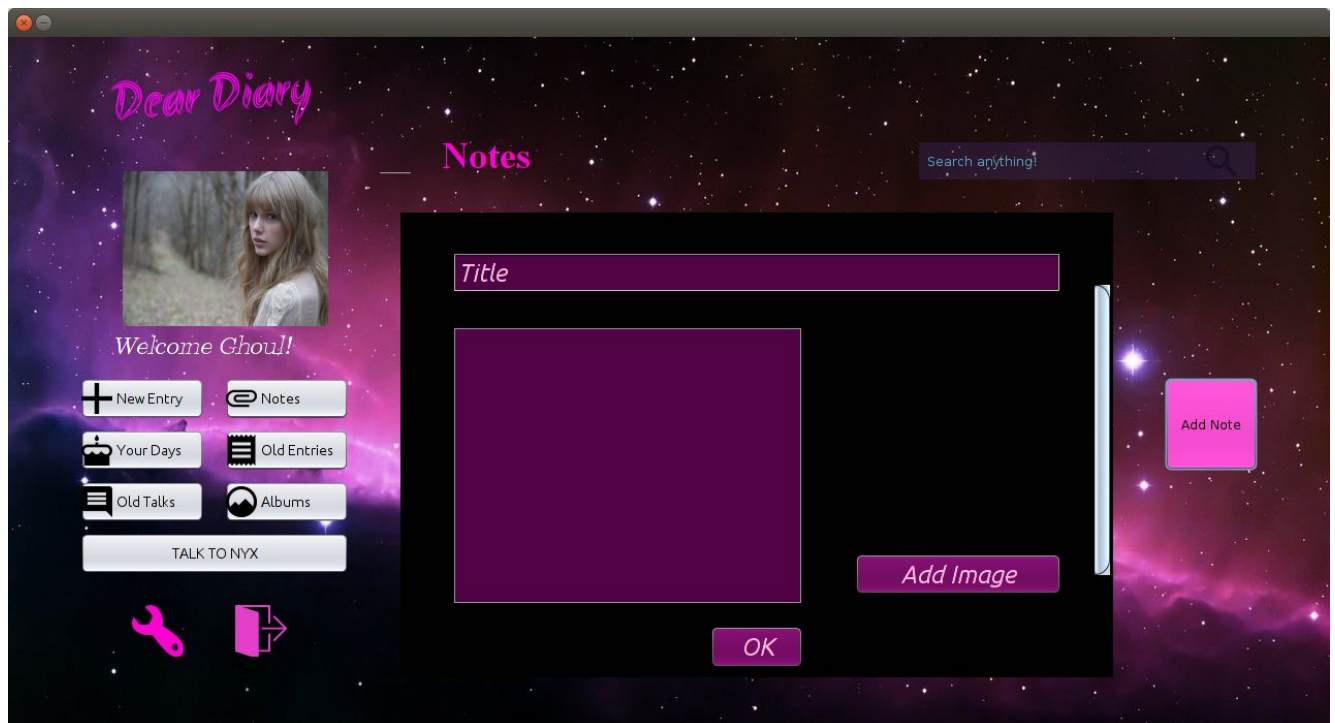 Dear Diary
Notes
Search anything!
Title
Welcome Ghoul!
New Entry
Notes
Add Note
Your Days
Old Entries
Old Talks
Albums
TALK TO NYX
Add Image
OK